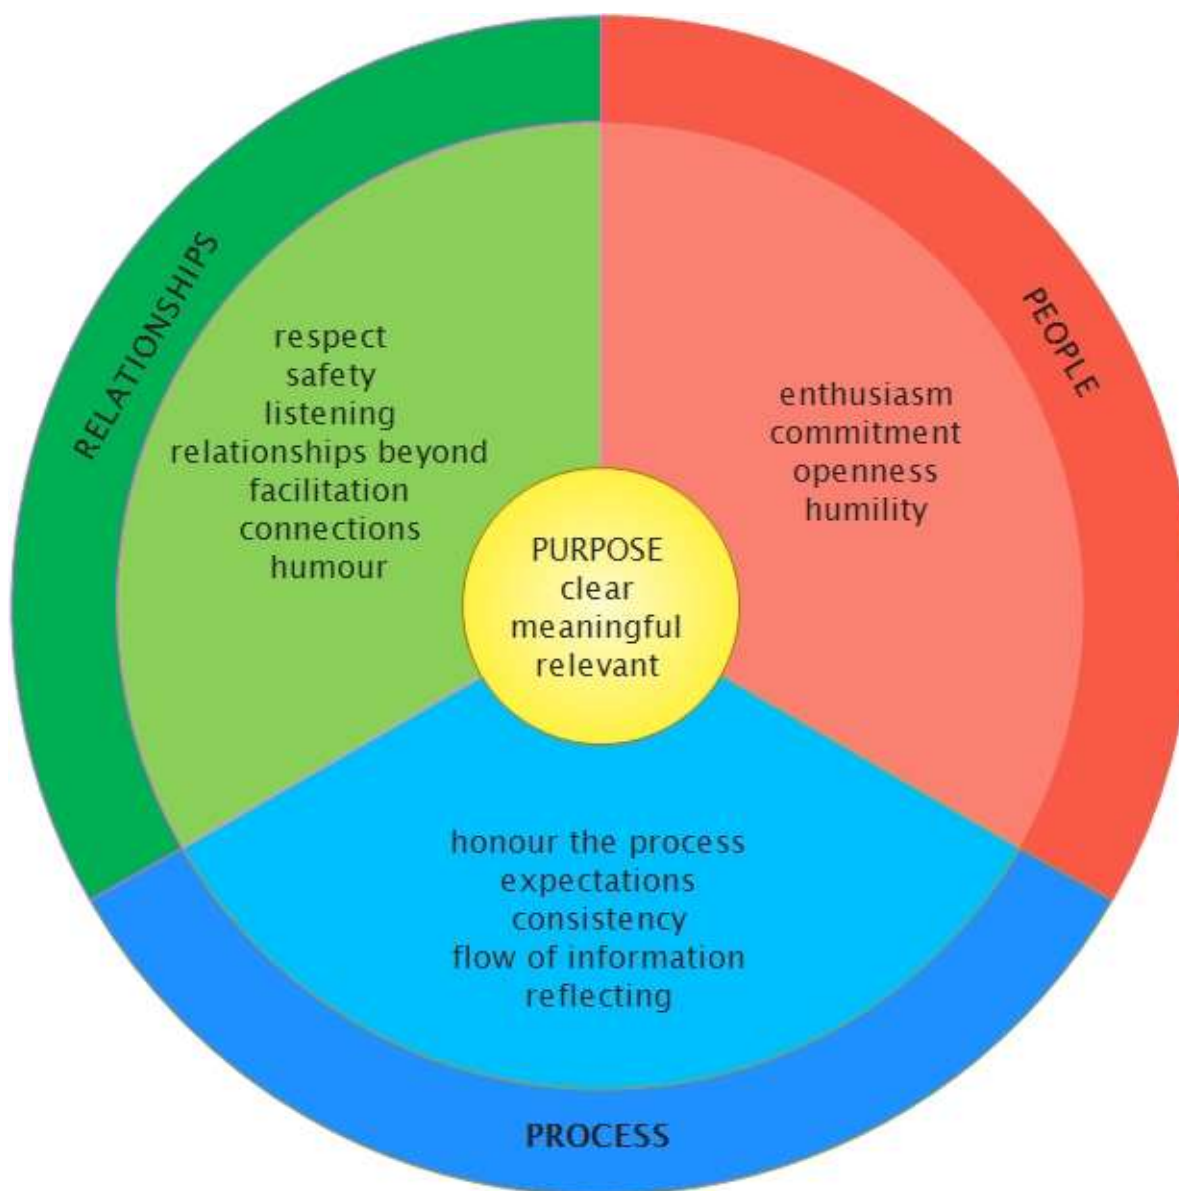 RELATIONSHIPS
respect
safety
listening
relationships beyond
facilitation
connections
humour
PEOPLE
enthusiasm
commitment
openness
humility
PURPOSE
clear
meaningful
relevant
honour the process
expectations
consistency
flow of information
reflecting
PROCESS